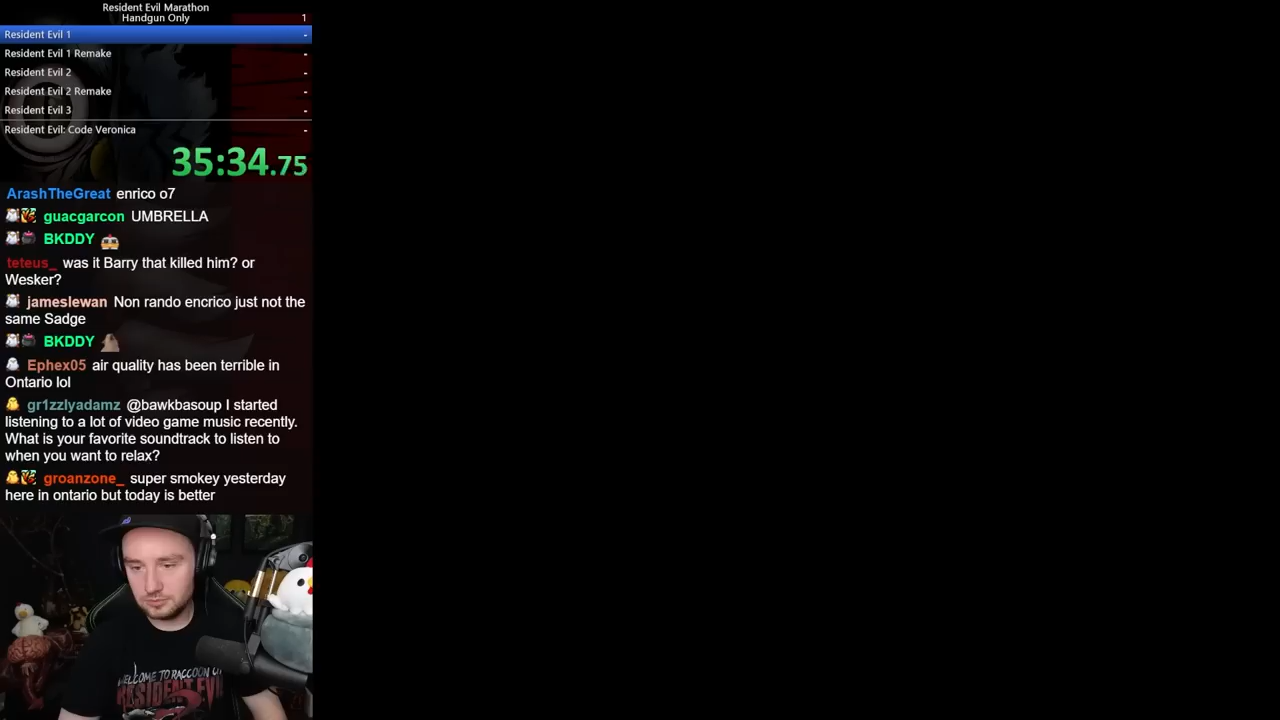 Resident Evil Marathon
Handgun Only 1
Resident Evil 1 -
Resident Evil 1 Remake -
Resident Evil 2 -
Resident Evil 2 Remake -
Resident Evil 3 -
Resident Evil: Code Veronica -
35:34.75
ArashTheGreat enrico o7
guacgarcon UMBRELLA
BKDDY
teteus_ was it Barry that killed him? or
Wesker?
jameslewan Non rando encrico just not the
same Sadge
BKDDY
Ephex05 air quality has been terrible in
Ontario lol
gr1zzlyadamz @bawkbasoup I started
listening to a lot of video game music recently.
What is your favorite soundtrack to listen to
when you want to relax?
groanzone_ super smokey yesterday
here in ontario but today is better
WELCOME TO RACCOON
RESIDENT EVIL